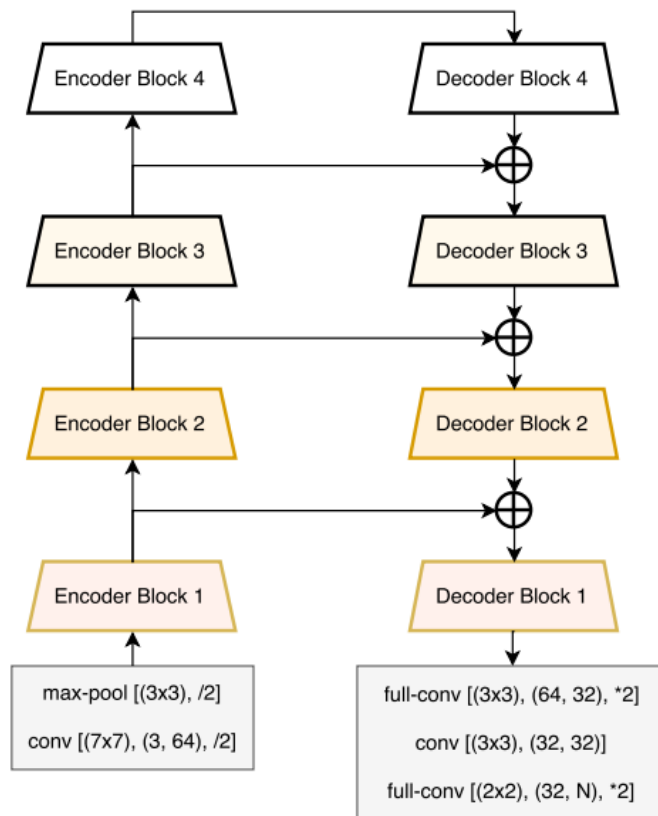 Encoder Block 4
Decoder Block 4
Encoder Block 3
Decoder Block 3
Encoder Block 2
Decoder Block 2
Encoder Block 1
Decoder Block 1
max-pool [(3x3), /2]
conv [(7x7), (3, 64), /2]
full-conv [(3x3), (64, 32), *2]
conv [(3x3), (32, 32)]
full-conv [(2x2), (32, N), *2]